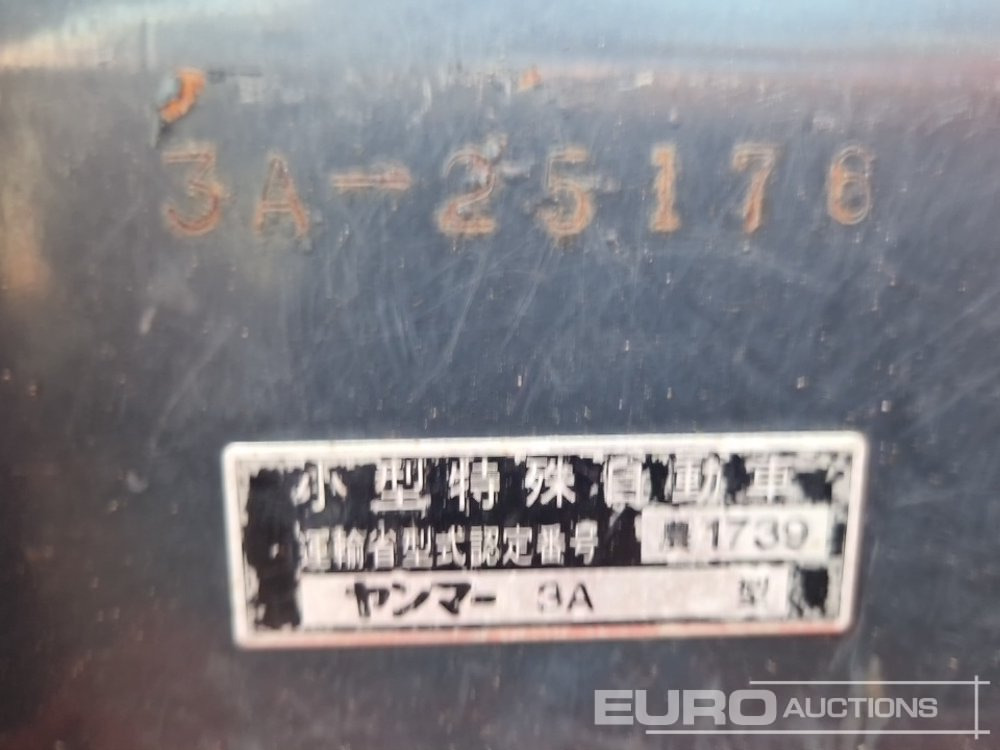 3A-25176
小型特殊自動車
運輸省型式認定番号 農1739
ヤンマー 3A 型
EURO AUCTIONS